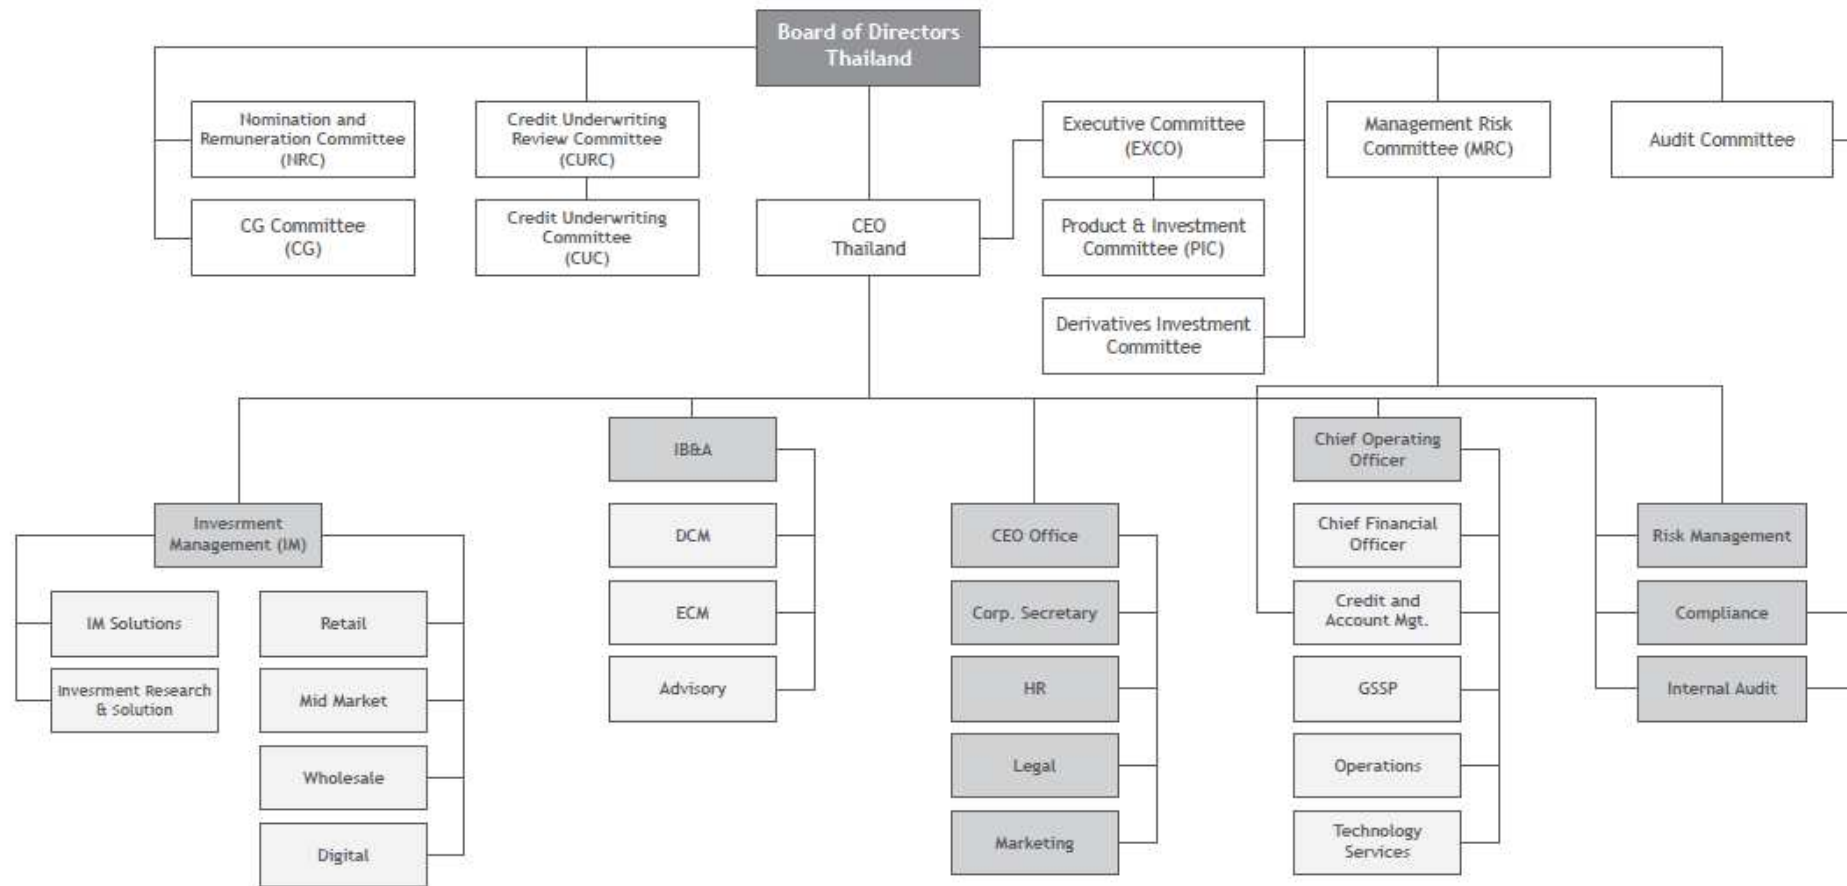 Board of Directors
Thailand
Nomination and
Remuneration Committee
(NRC)
Credit Underwriting
Review Committee
(CURC)
Executive Committee
(EXCO)
Management Risk
Committee (MRC)
Audit Committee
CG Committee
(CG)
Credit Underwriting
Committee
(CUC)
CEO
Thailand
Product & Investment
Committee (PIC)
Derivatives Investment
Committee
Invesrment
Management (IM)
IM Solutions
Invesrment Research
& Solution
Retail
Mid Market
Wholesale
Digital
IB&A
DCM
ECM
Advisory
CEO Office
Corp. Secretary
HR
Legal
Marketing
Chief Operating
Officer
Chief Financial
Officer
Credit and
Account Mgt.
GSSP
Operations
Technology
Services
Risk Management
Compliance
Internal Audit